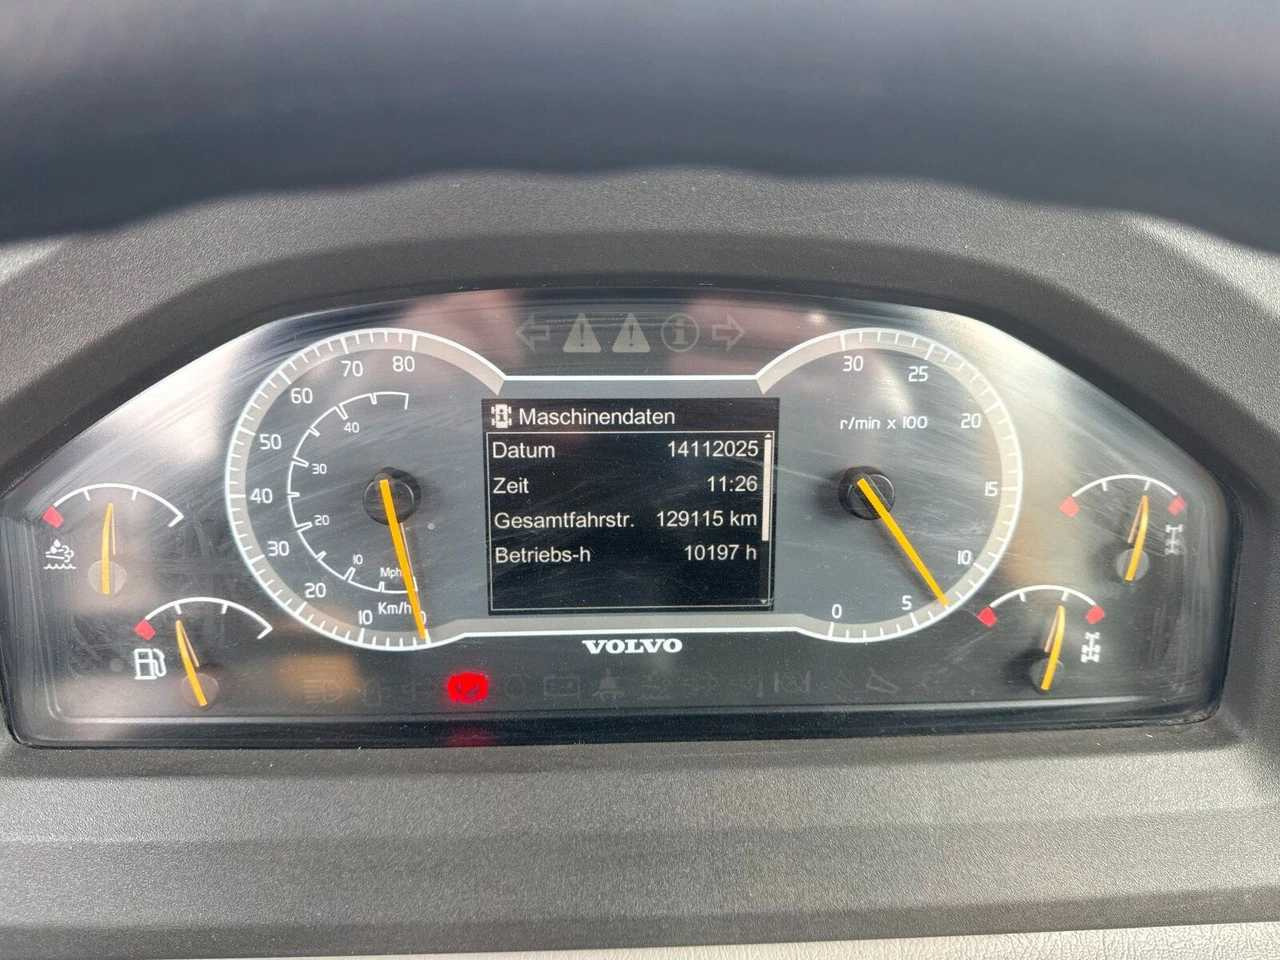 Maschinendaten
Datum 14112025
Zeit 11:26
Gesamtfahrstr. 129115 km
Betriebs-h 10197 h
80
70
60
50
40
30
20
10
Km/h
40
30
20
10
Mph
30
25
r/min x 100
20
15
10
5
0
VOLVO